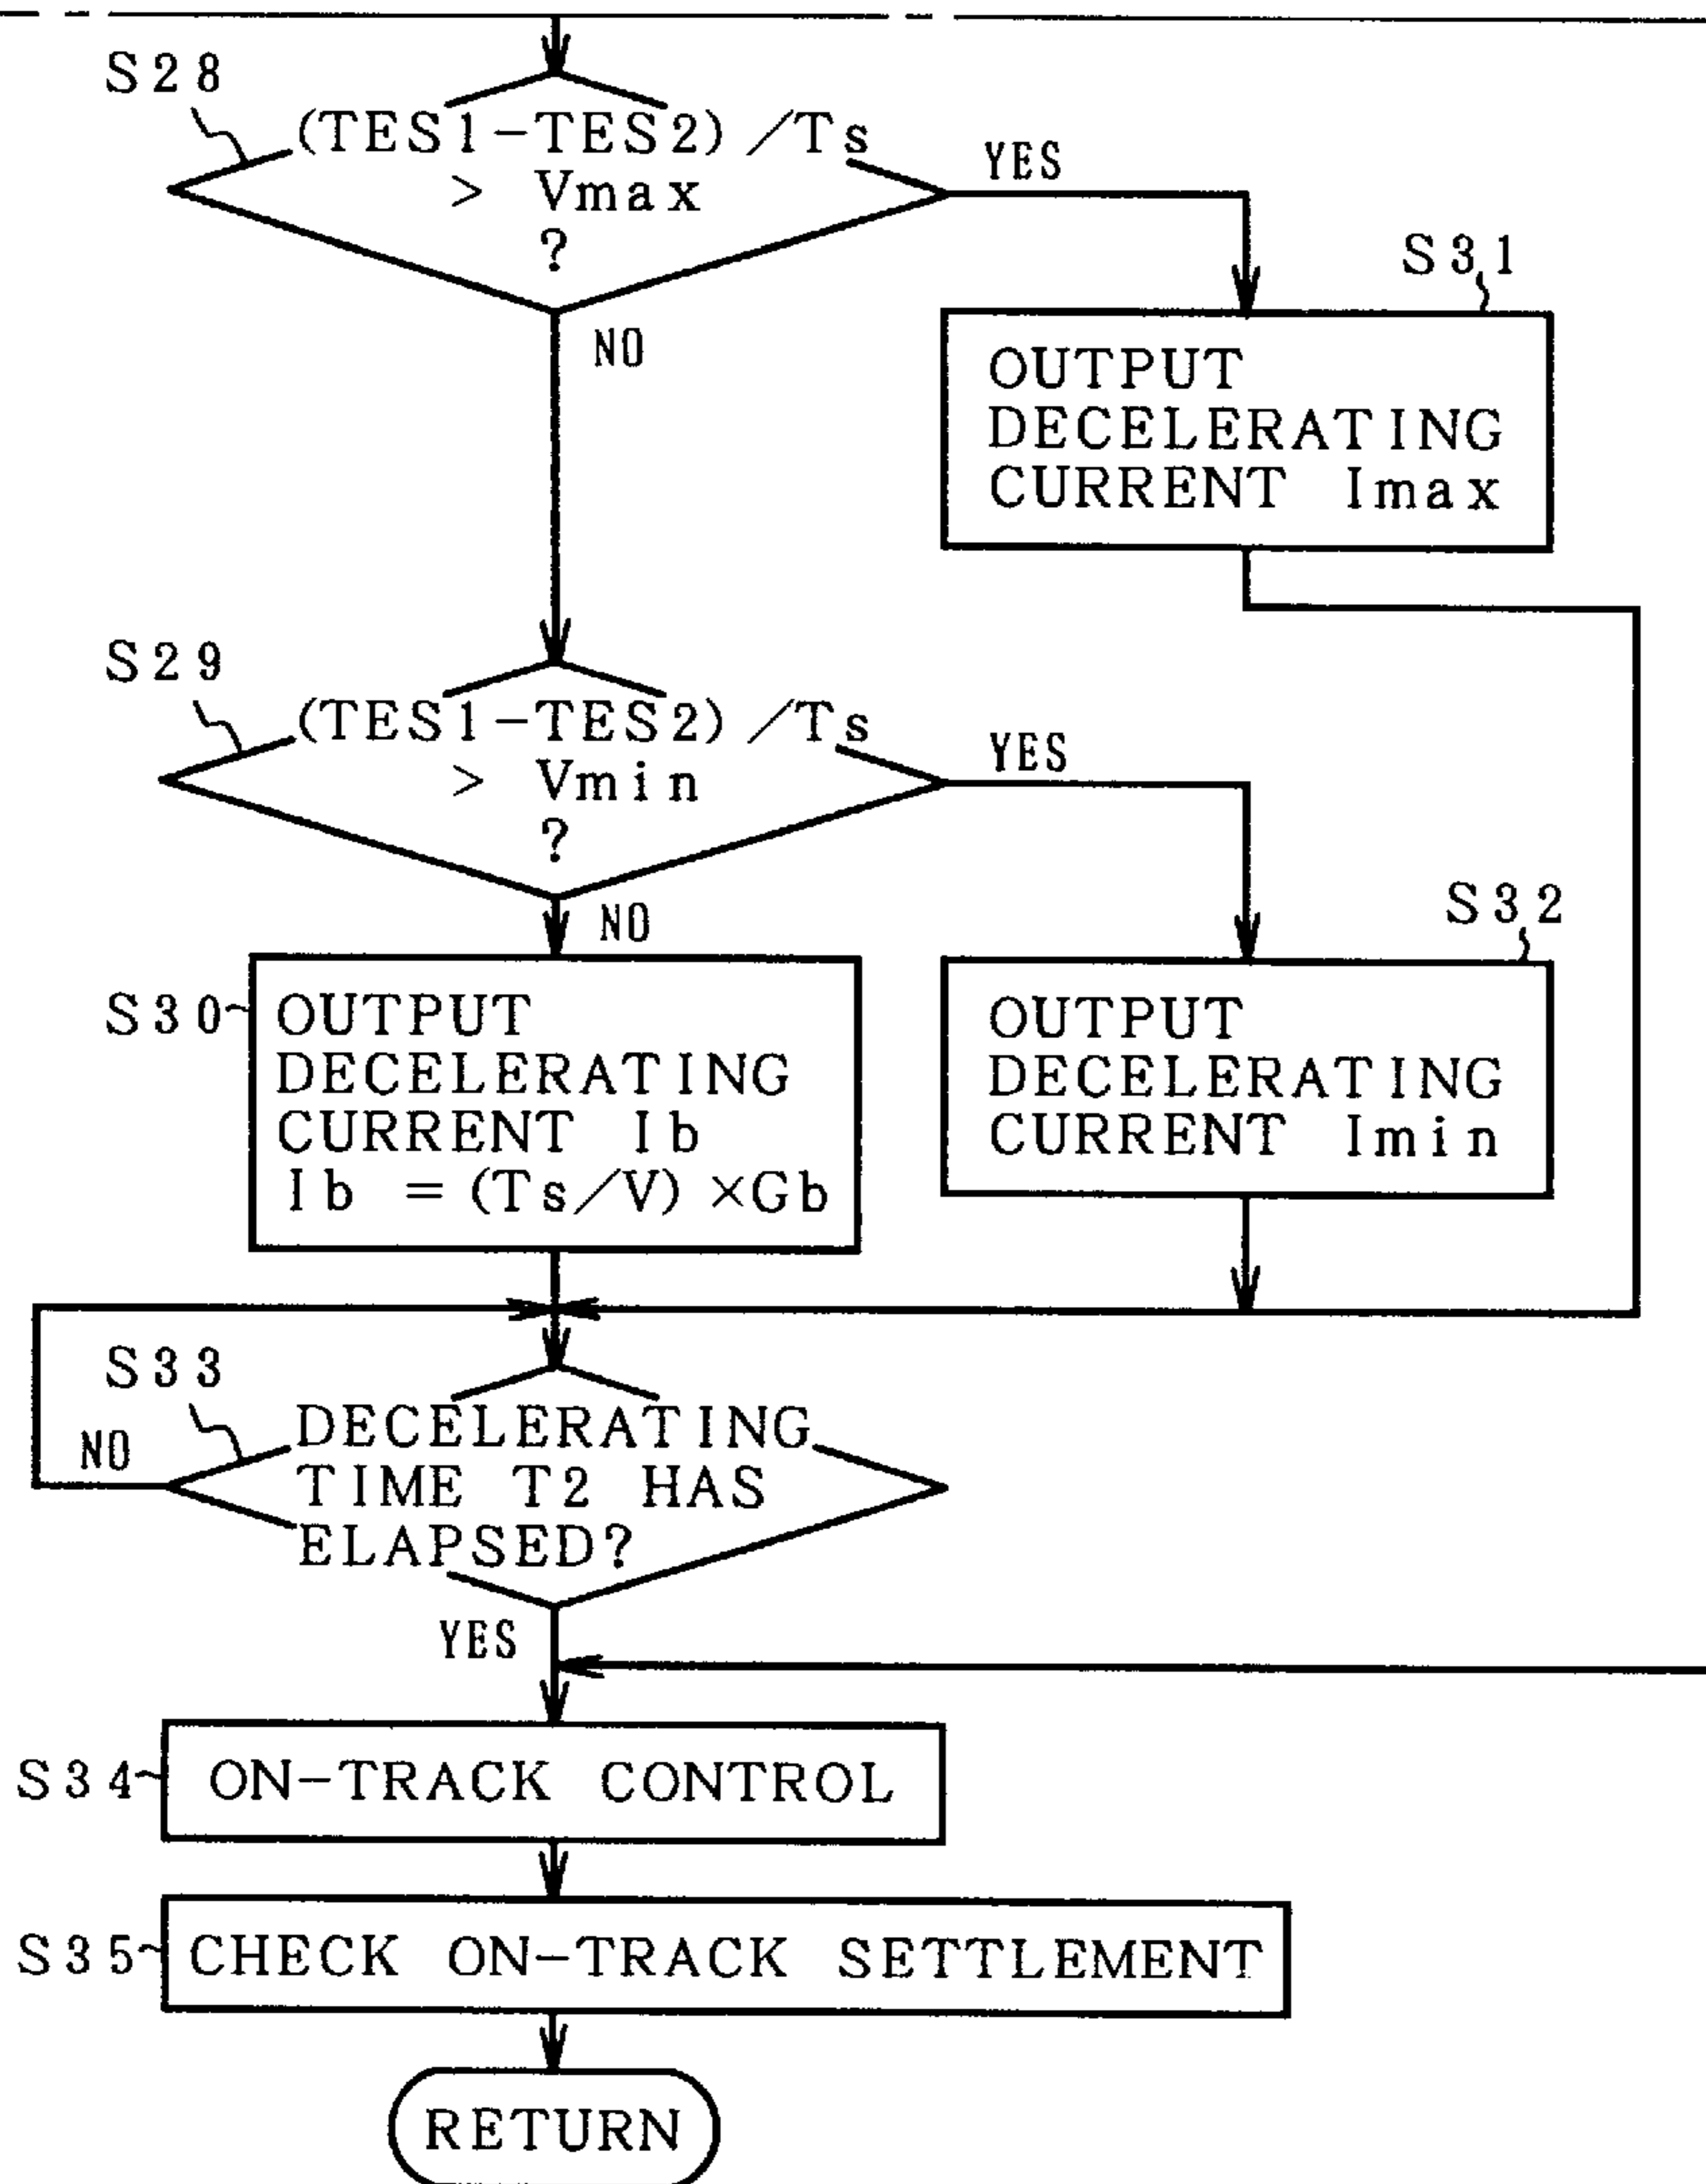 S28
(TES1-TES2)/Ts
> Vmax
?
YES
NO
S31
OUTPUT
DECELERATING
CURRENT Imax
S29
(TES1-TES2)/Ts
> Vmin
?
YES
NO
S32
OUTPUT
DECELERATING
CURRENT Imin
S30
OUTPUT
DECELERATING
CURRENT Ib
Ib = (Ts/V) ×Gb
S33
NO
DECELERATING
TIME T2 HAS
ELAPSED?
YES
S34
ON-TRACK CONTROL
S35
CHECK ON-TRACK SETTLEMENT
RETURN